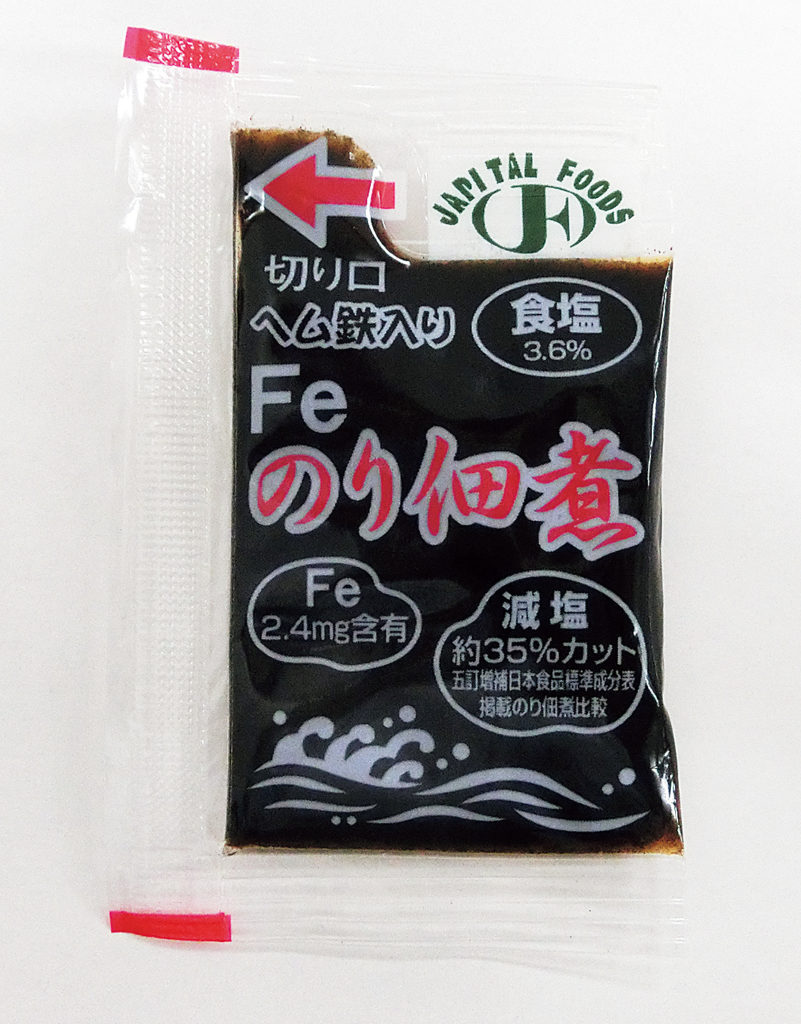 JAPITAL FOODS
JF
切り口
ヘム鉄入り
食塩
3.6%
Fe
のり佃煮
Fe
2.4mg含有
減塩
約35%カット
五訂増補日本食品標準成分表
掲載のり佃煮比較